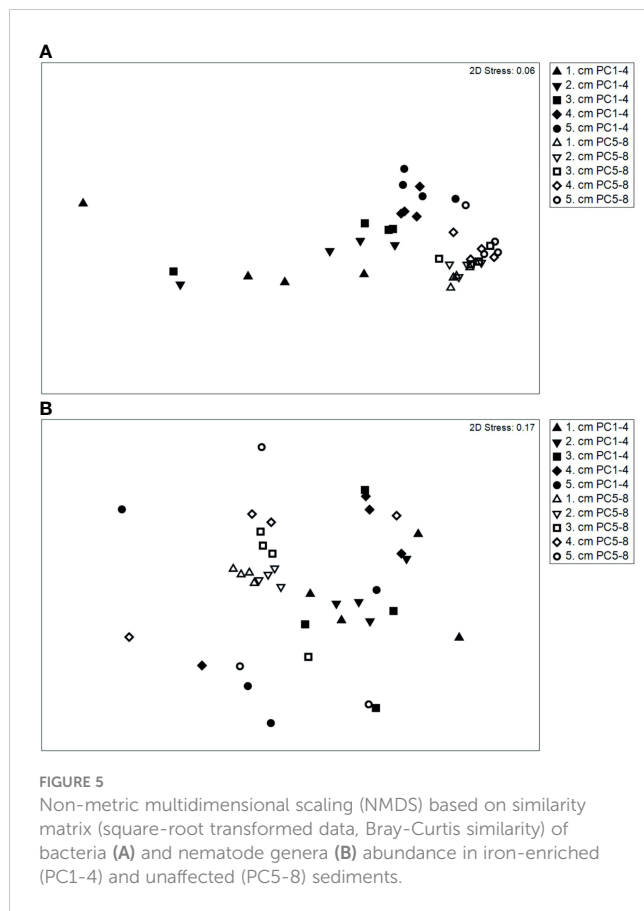 A
2D Stress: 0.06
1. cm PC1-4
2. cm PC1-4
3. cm PC1-4
4. cm PC1-4
5. cm PC1-4
1. cm PC5-8
2. cm PC5-8
3. cm PC5-8
4. cm PC5-8
5. cm PC5-8
B
2D Stress: 0.17
1. cm PC1-4
2. cm PC1-4
3. cm PC1-4
4. cm PC1-4
5. cm PC1-4
1. cm PC5-8
2. cm PC5-8
3. cm PC5-8
4. cm PC5-8
5. cm PC5-8
FIGURE 5
Non-metric multidimensional scaling (NMDS) based on similarity
matrix (square-root transformed data, Bray-Curtis similarity) of
bacteria (A) and nematode genera (B) abundance in iron-enriched
(PC1-4) and unaffected (PC5-8) sediments.